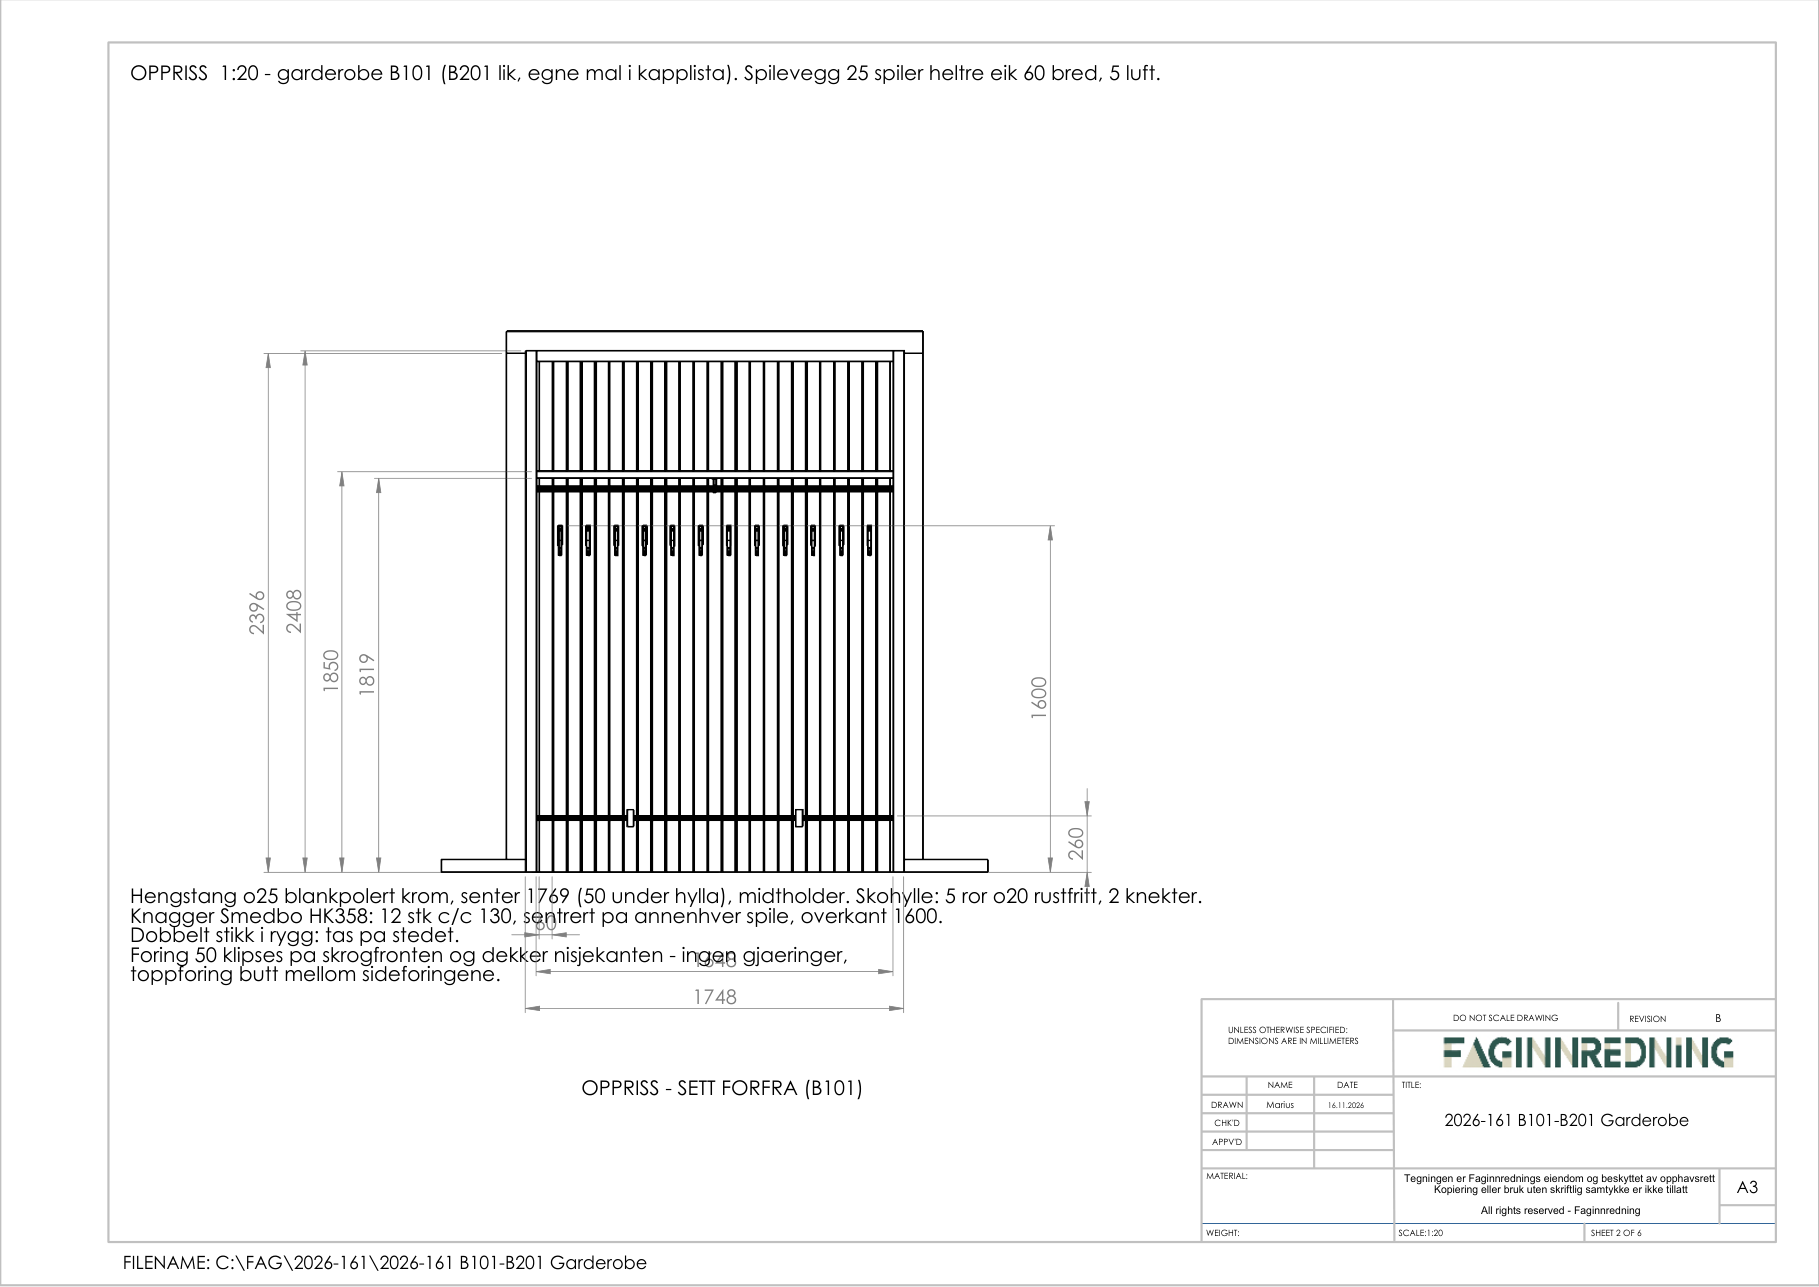 OPPRISS 1:20 - garderobe B101 (B201 lik, egne mal i kapplista). Spilevegg 25 spiler heltre eik 60 bred, 5 luft.
2396
2408
1850
1819
1600
260
Hengstang o25 blankpolert krom, senter 1769 (50 under hylla), midtholder. Skohylle: 5 ror o20 rustfritt, 2 knekter.
Knagger Smedbo HK358: 12 stk c/c 130, sentrert pa annenhver spile, overkant 1600.
60
Dobbelt stikk i rygg: tas pa stedet.
Foring 50 klipses pa skrogfronten og dekker nisjekanten - ingen gjaeringer,
1648
toppforing butt mellom sideforingene.
1748
OPPRISS - SETT FORFRA (B101)
UNLESS OTHERWISE SPECIFIED:
DIMENSIONS ARE IN MILLIMETERS
DO NOT SCALE DRAWING
REVISION B
FAGINNREDNING
NAME DATE
DRAWN Marius 16.11.2026
CHK'D
APPV'D
TITLE:
2026-161 B101-B201 Garderobe
MATERIAL:
Tegningen er Faginnrednings eiendom og beskyttet av opphavsrett
Kopiering eller bruk uten skriftlig samtykke er ikke tillatt
All rights reserved - Faginnredning
A3
WEIGHT:
SCALE:1:20
SHEET 2 OF 6
FILENAME: C:\FAG\2026-161\2026-161 B101-B201 Garderobe